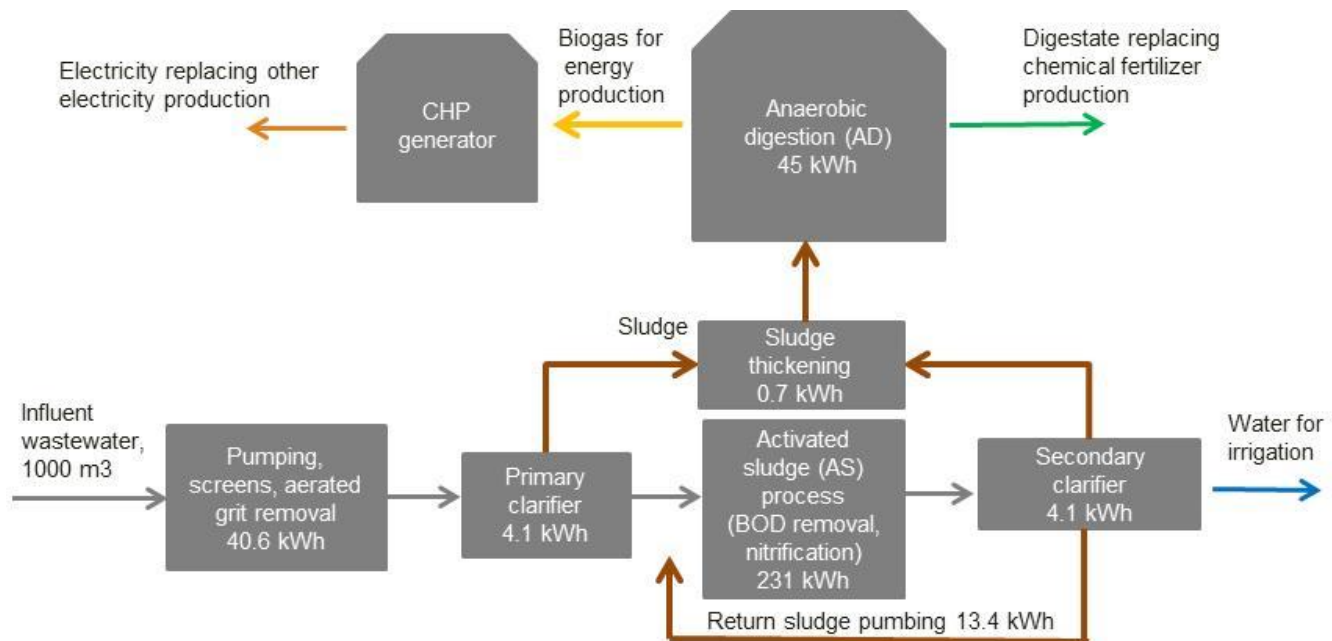 Electricity replacing other
electricity production
CHP
generator
Biogas for
energy
production
Anaerobic
digestion (AD)
45 kWh
Digestate replacing
chemical fertilizer
production
Sludge
Sludge
thickening
0.7 kWh
Influent
wastewater,
1000 m3
Pumping,
screens, aerated
grit removal
40.6 kWh
Primary
clarifier
4.1 kWh
Activated
sludge (AS)
process
(BOD removal,
nitrification)
231 kWh
Secondary
clarifier
4.1 kWh
Water for
irrigation
Return sludge pumbing 13.4 kWh